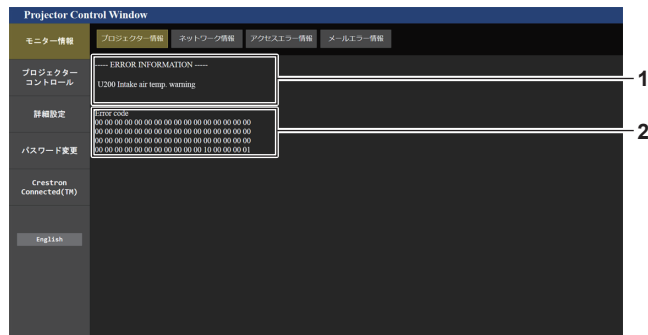 Projector Control Window
モニター情報
プロジェクター情報
ネットワーク情報
アクセスエラー情報
メールエラー情報
----- ERROR INFORMATION -----
U200 Intake air temp. warning
1
プロジェクター
コントロール
詳細設定
Error code
00 00 00 00 00 00 00 00 00 00 00 00 00 00 00 00
00 00 00 00 00 00 00 00 00 00 00 00 00 00 00 00
00 00 00 00 00 00 00 00 00 00 00 00 00 00 00 00
00 00 00 00 00 00 00 00 00 00 00 10 00 00 00 01
2
パスワード変更
Crestron
Connected(TM)
English